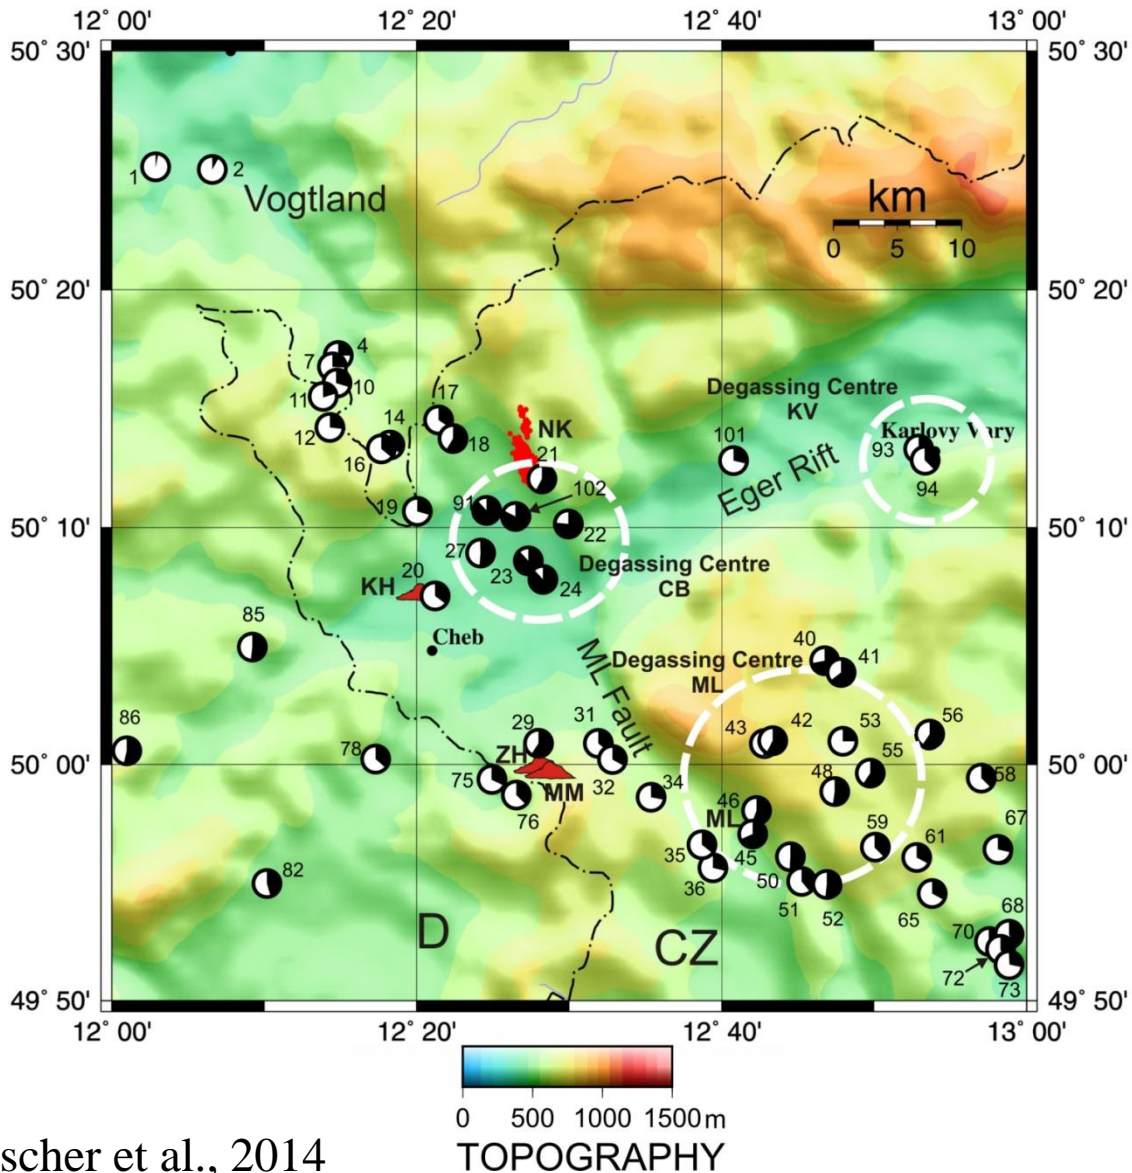 12° 00' 12° 20' 12° 40' 13° 00'
50° 30' 50° 30'
1 2 Vogtland
km
0 5 10
50° 20' 50° 20'
4
7
10
11
17
12 14
16
18
NK
21
Degassing Centre
KV
Karlovy Vary
101 93
94
Eger Rift
102
91
19
50° 10' 50° 10'
22
27
23 24
Degassing Centre
CB
20
KH
85
Cheb
ML Fault
Degassing Centre
ML
40
41
86
29 31
43 42 53 56
55
78
ZH
50° 00' 50° 00'
75
MM
32 34
48
58
76
46
ML
67
59 61
35 45
36
82
50
51 52
65
68
70
D CZ
72
73
49° 50' 49° 50'
12° 00' 12° 20' 12° 40' 13° 00'
0 500 1000 1500 m
TOPOGRAPHY
scher et al., 2014